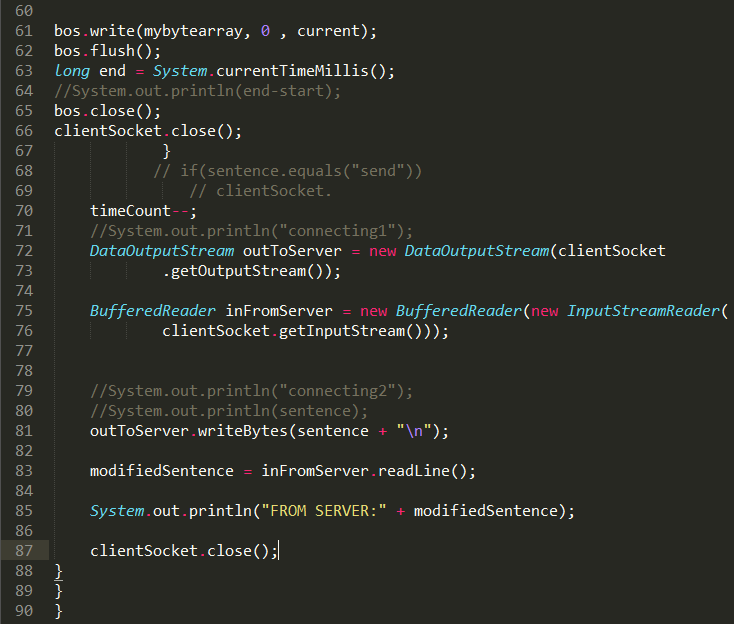 60
61 bos.write(mybytearray, 0 , current);
62 bos.flush();
63 long end = System.currentTimeMillis();
64 //System.out.println(end-start);
65 bos.close();
66 clientSocket.close();
67             }
68            // if(sentence.equals("send"))
69                // clientSocket.
70     timeCount--;
71     //System.out.println("connecting1");
72     DataOutputStream outToServer = new DataOutputStream(clientSocket
73             .getOutputStream());
74
75     BufferedReader inFromServer = new BufferedReader(new InputStreamReader(
76             clientSocket.getInputStream()));
77
78
79     //System.out.println("connecting2");
80     //System.out.println(sentence);
81     outToServer.writeBytes(sentence + "\n");
82
83     modifiedSentence = inFromServer.readLine();
84
85     System.out.println("FROM SERVER:" + modifiedSentence);
86
87     clientSocket.close();
88 }
89 }
90 }